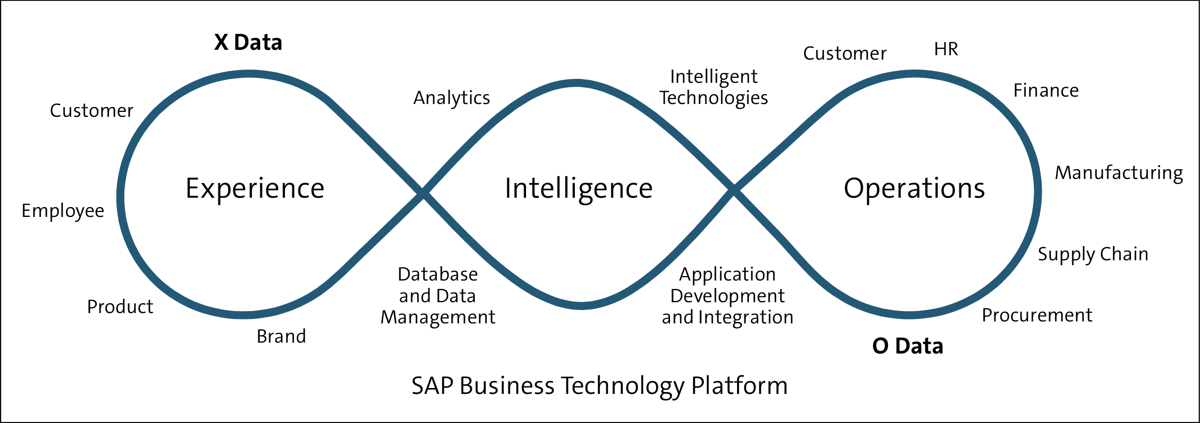 X Data
Customer
Employee
Product
Brand
Experience
Analytics
Database
and Data
Management
Intelligence
Intelligent
Technologies
Application
Development
and Integration
Operations
Customer
HR
Finance
Manufacturing
Supply Chain
Procurement
O Data
SAP Business Technology Platform